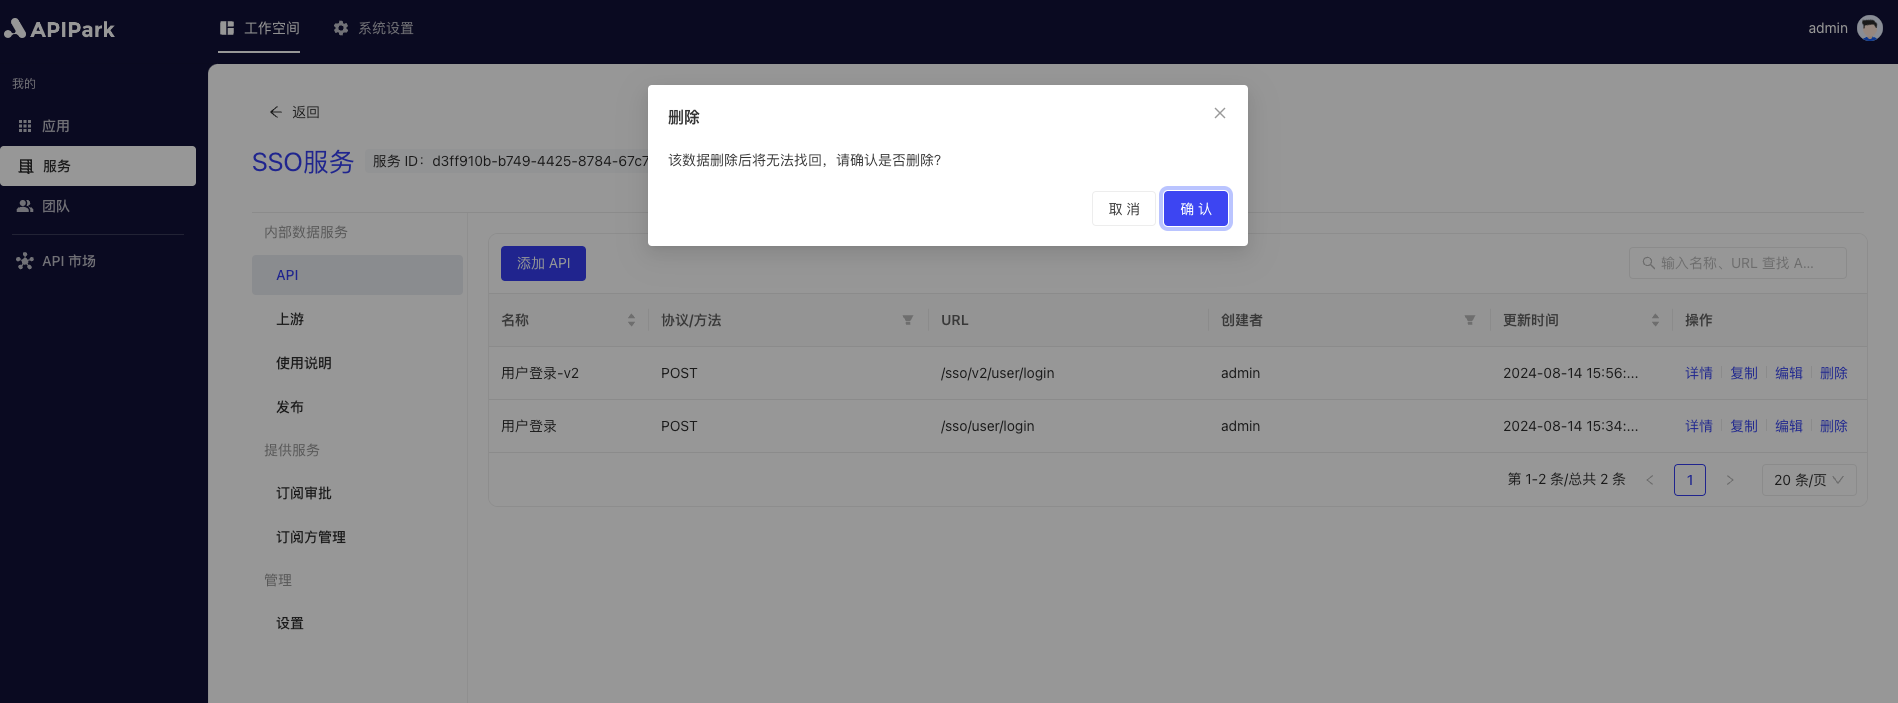 APIPark
工作空间
系统设置
admin
我的
应用
服务
团队
API 市场
返回
SSO服务
服务 ID：d3ff910b-b749-4425-8784-67c7
删除
该数据删除后将无法找回，请确认是否删除?
取 消
确 认
内部数据服务
API
上游
使用说明
发布
提供服务
订阅审批
订阅方管理
管理
设置
添加 API
输入名称、URL 查找 A...
名称 协议/方法 URL 创建者 更新时间 操作
用户登录-v2 POST /sso/v2/user/login admin 2024-08-14 15:56:... 详情 复制 编辑 删除
用户登录 POST /sso/user/login admin 2024-08-14 15:34:... 详情 复制 编辑 删除
第 1-2 条/总共 2 条 1 20 条/页